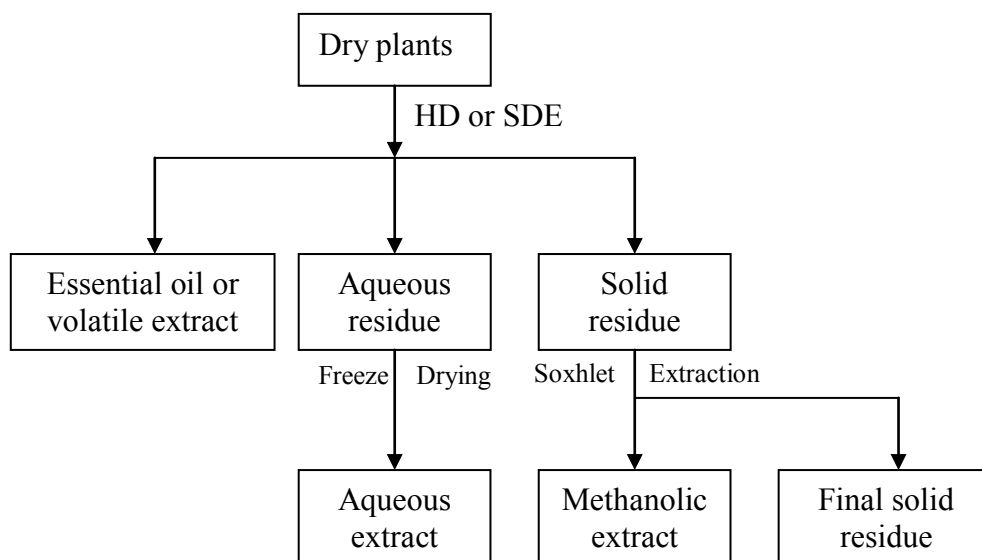 Dry plants
HD or SDE
Essential oil or
volatile extract
Aqueous
residue
Solid
residue
Freeze Drying
Soxhlet Extraction
Aqueous
extract
Methanolic
extract
Final solid
residue